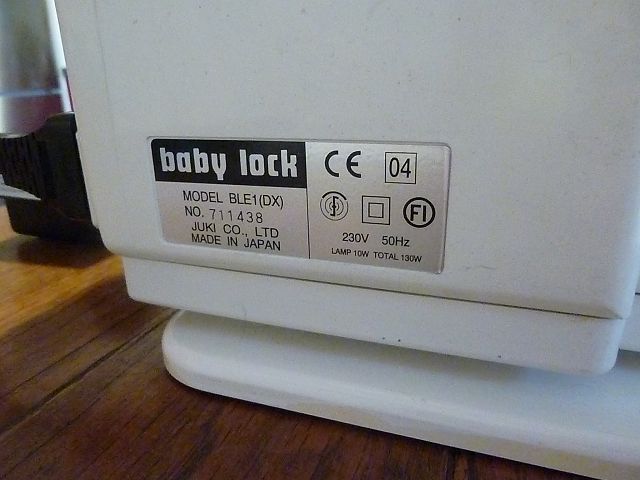 baby lock
MODEL BLE1(DX)
NO. 711438
JUKI CO., LTD
MADE IN JAPAN
CE 04
S FI
230V 50Hz
LAMP 10W TOTAL 130W